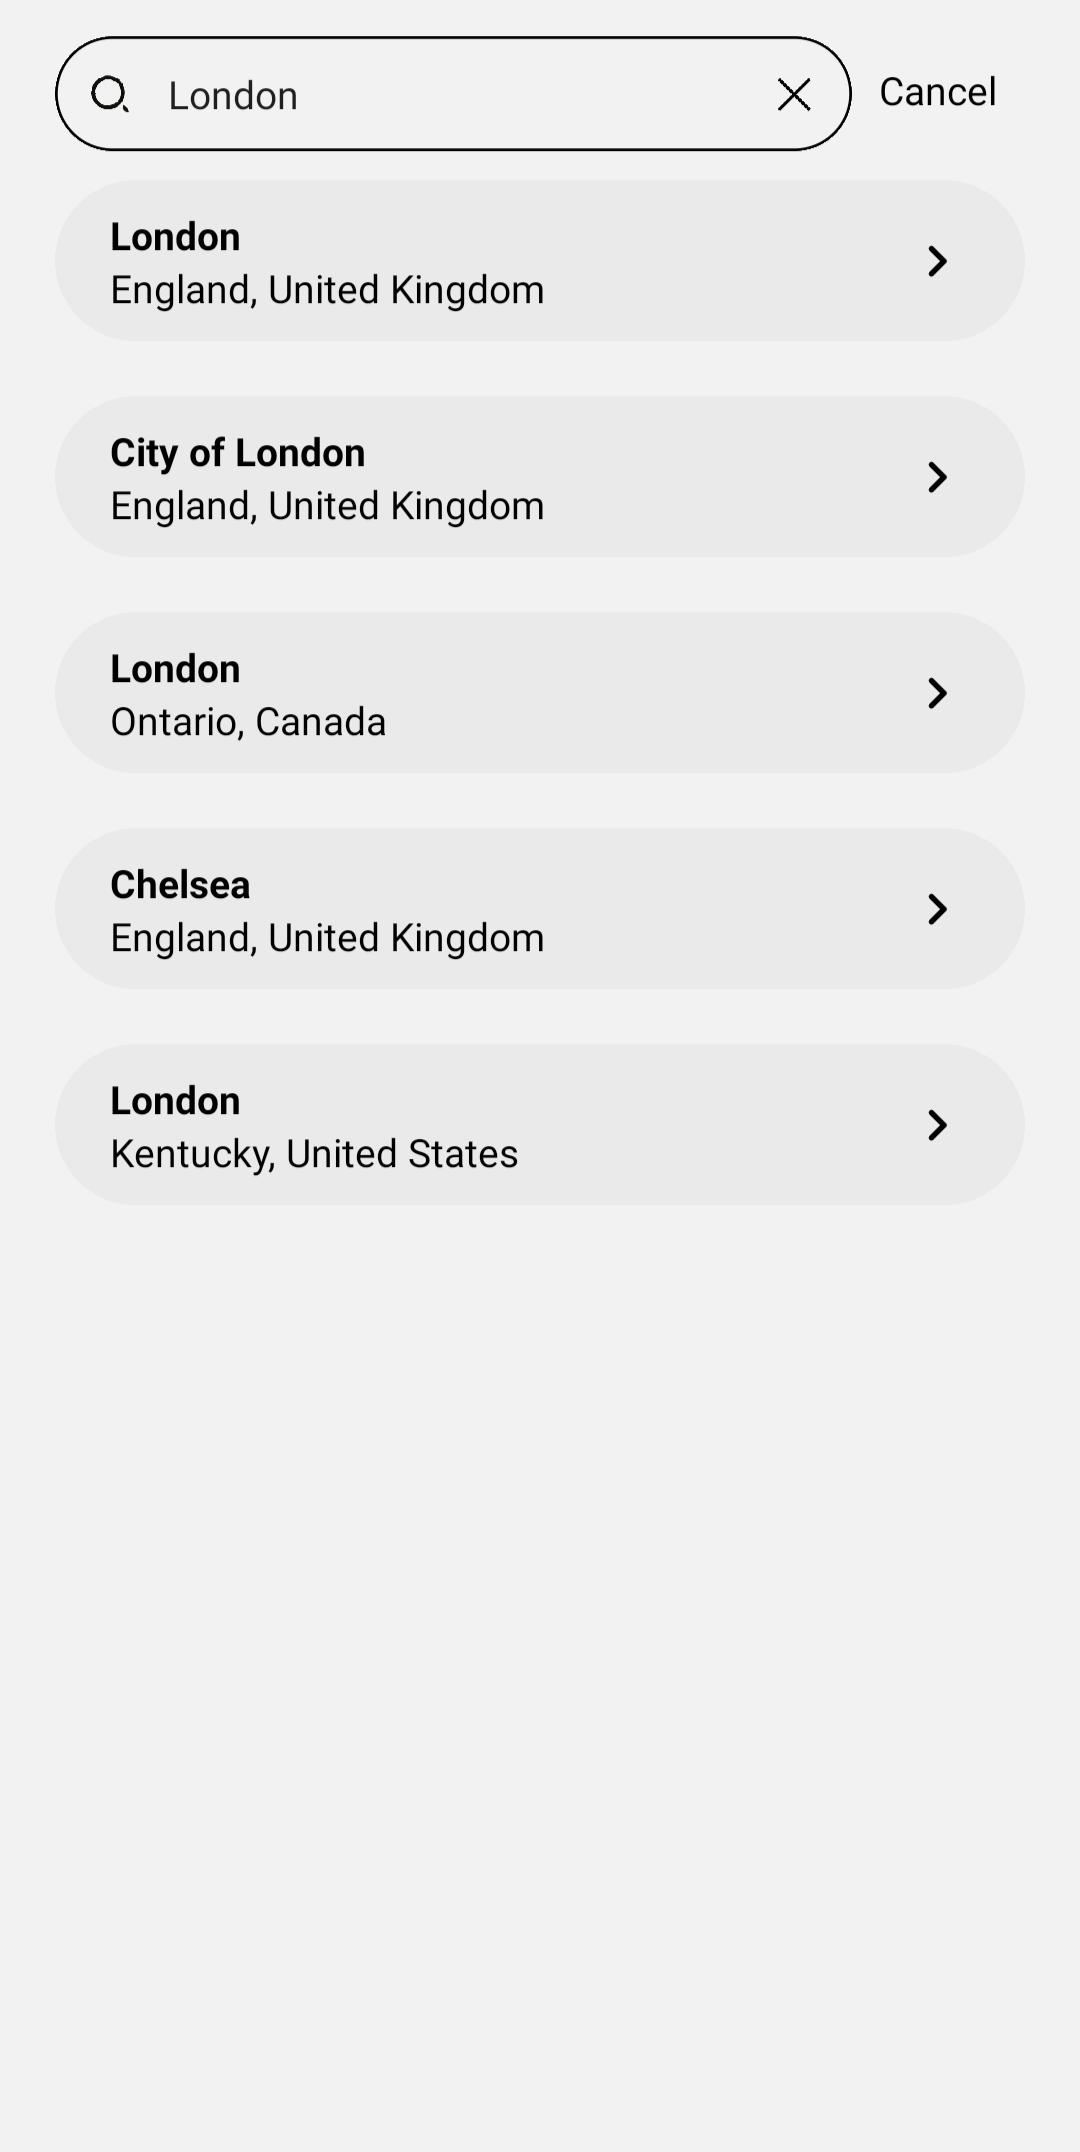 London
Cancel
London
England, United Kingdom
City of London
England, United Kingdom
London
Ontario, Canada
Chelsea
England, United Kingdom
London
Kentucky, United States